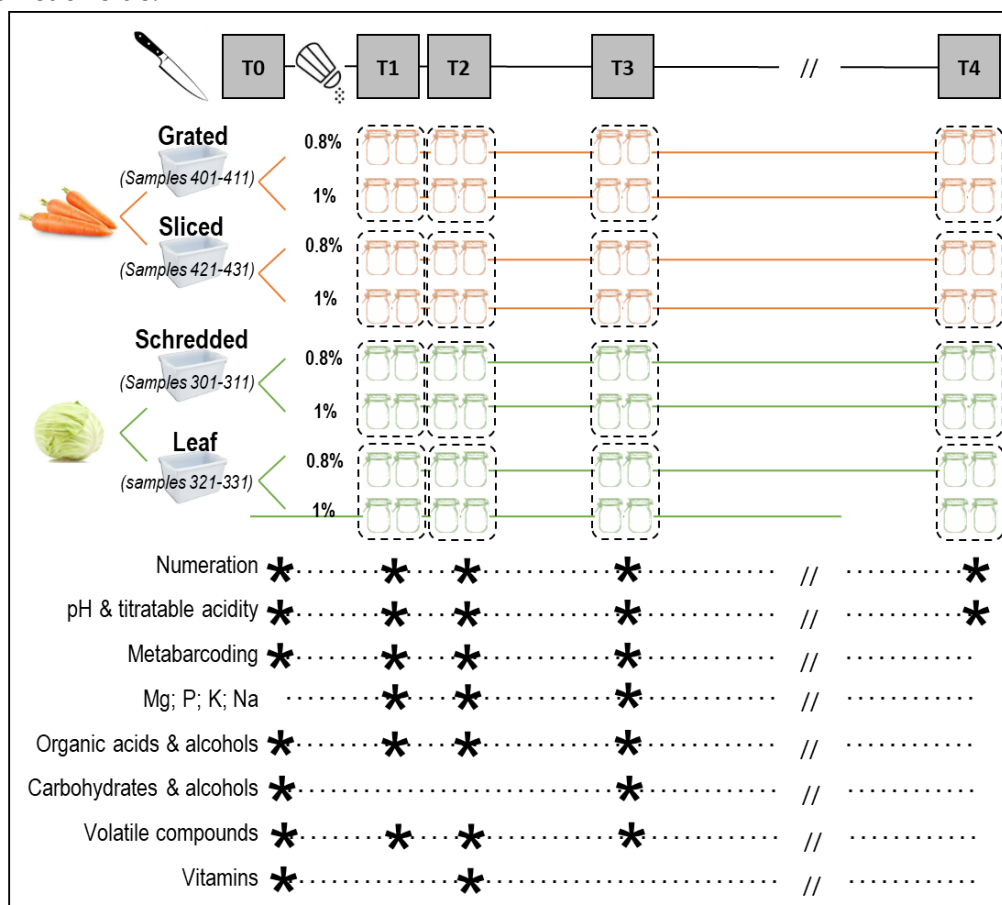 T0 T1 T2 T3 // T4
Grated
(Samples 401-411)
0.8%
1%
Sliced
(Samples 421-431)
0.8%
1%
Schredded
(Samples 301-311)
0.8%
1%
Leaf
(samples 321-331)
0.8%
1%
Numeration * * * * // *
pH & titratable acidity * * * * // *
Metabarcoding * * * * //
Mg; P; K; Na * * * //
Organic acids & alcohols * * * * //
Carbohydrates & alcohols * * //
Volatile compounds * * * * //
Vitamins * * //